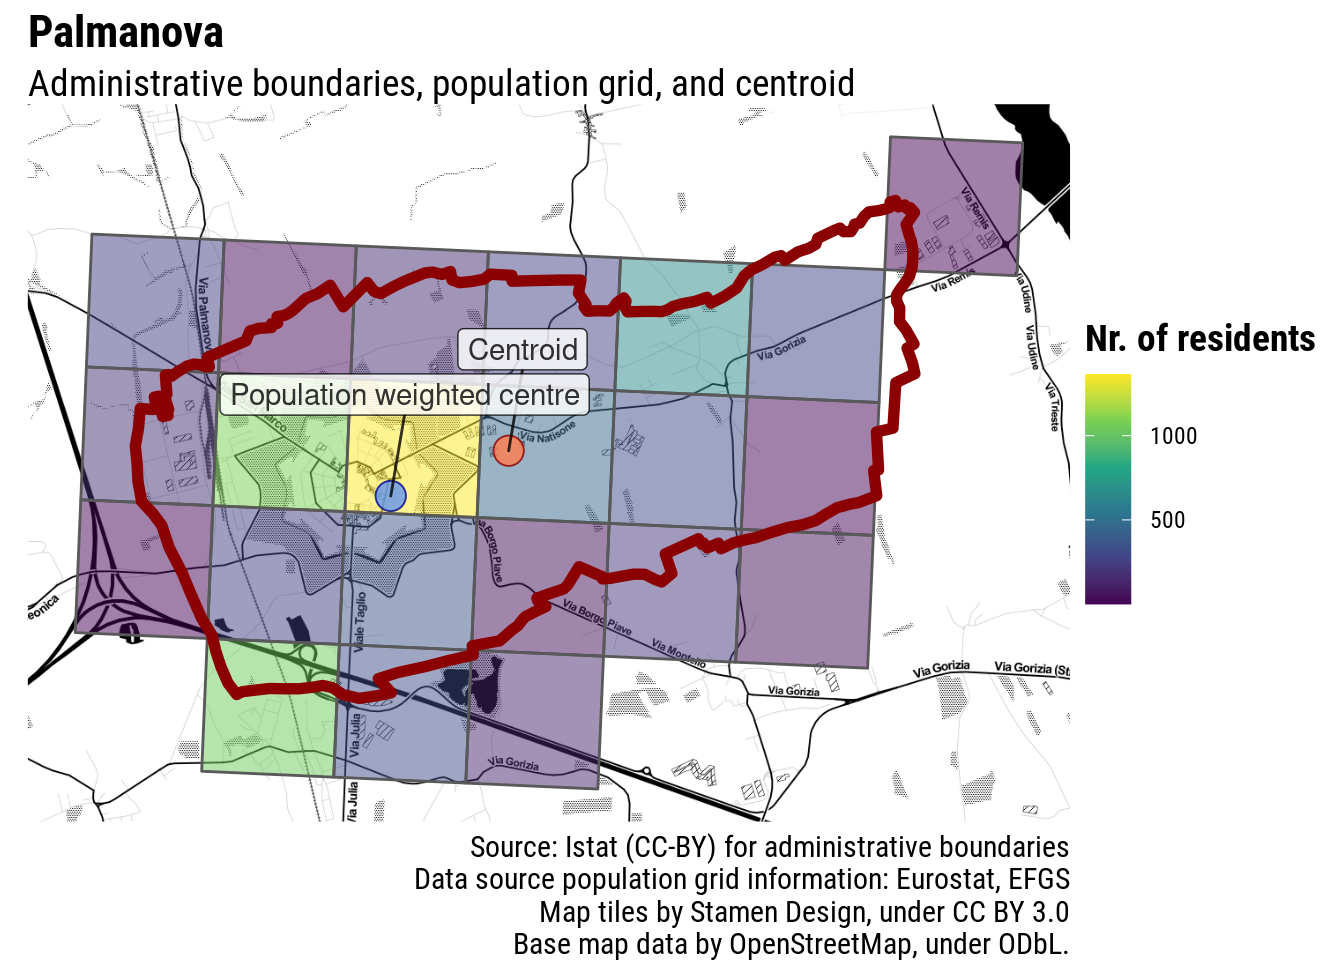 Palmanova
Administrative boundaries, population grid, and centroid
Via Remis
Via Remis
Via Udine
Via Udine
Via Trieste
Via Palmanova
Via Gorizia
Centroid
Population weighted centre
Via Natisone
Nr. of residents
1000
500
Borgo Piave
Viale Taglio
Via Borgo Piave
Via Montello
Via Gorizia
Via Gorizia
Via Gorizia (St
Via Julia
Via Gorizia
Via Julia
Source: Istat (CC-BY) for administrative boundaries
Data source population grid information: Eurostat, EFGS
Map tiles by Stamen Design, under CC BY 3.0
Base map data by OpenStreetMap, under ODbL.